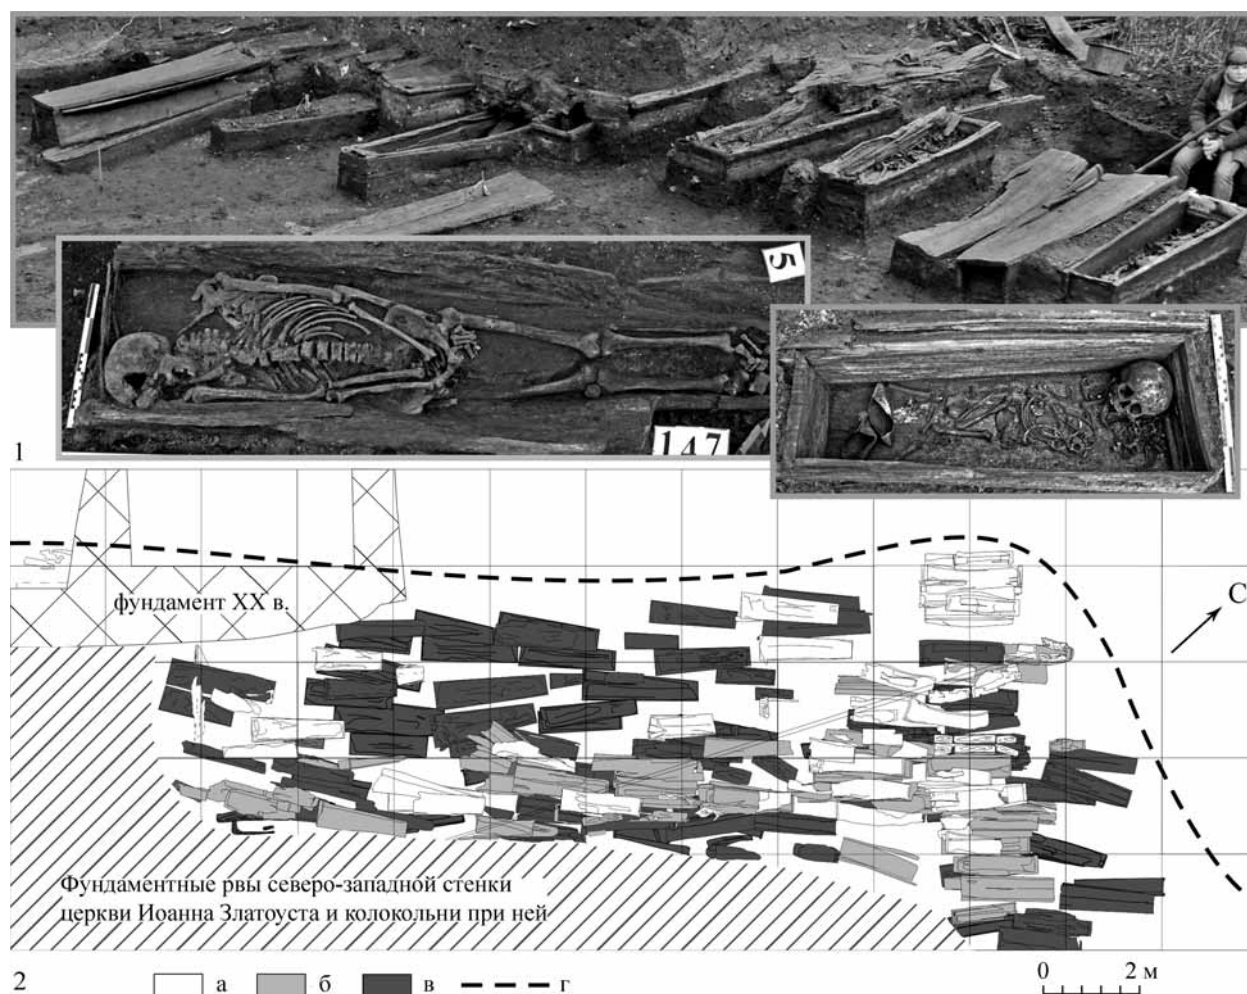 5
147
1
фундамент XX в.
С
Фундаментные рвы северо-западной стенки
церкви Иоанна Златоуста и колокольни при ней
2 а б в г
0 2 м